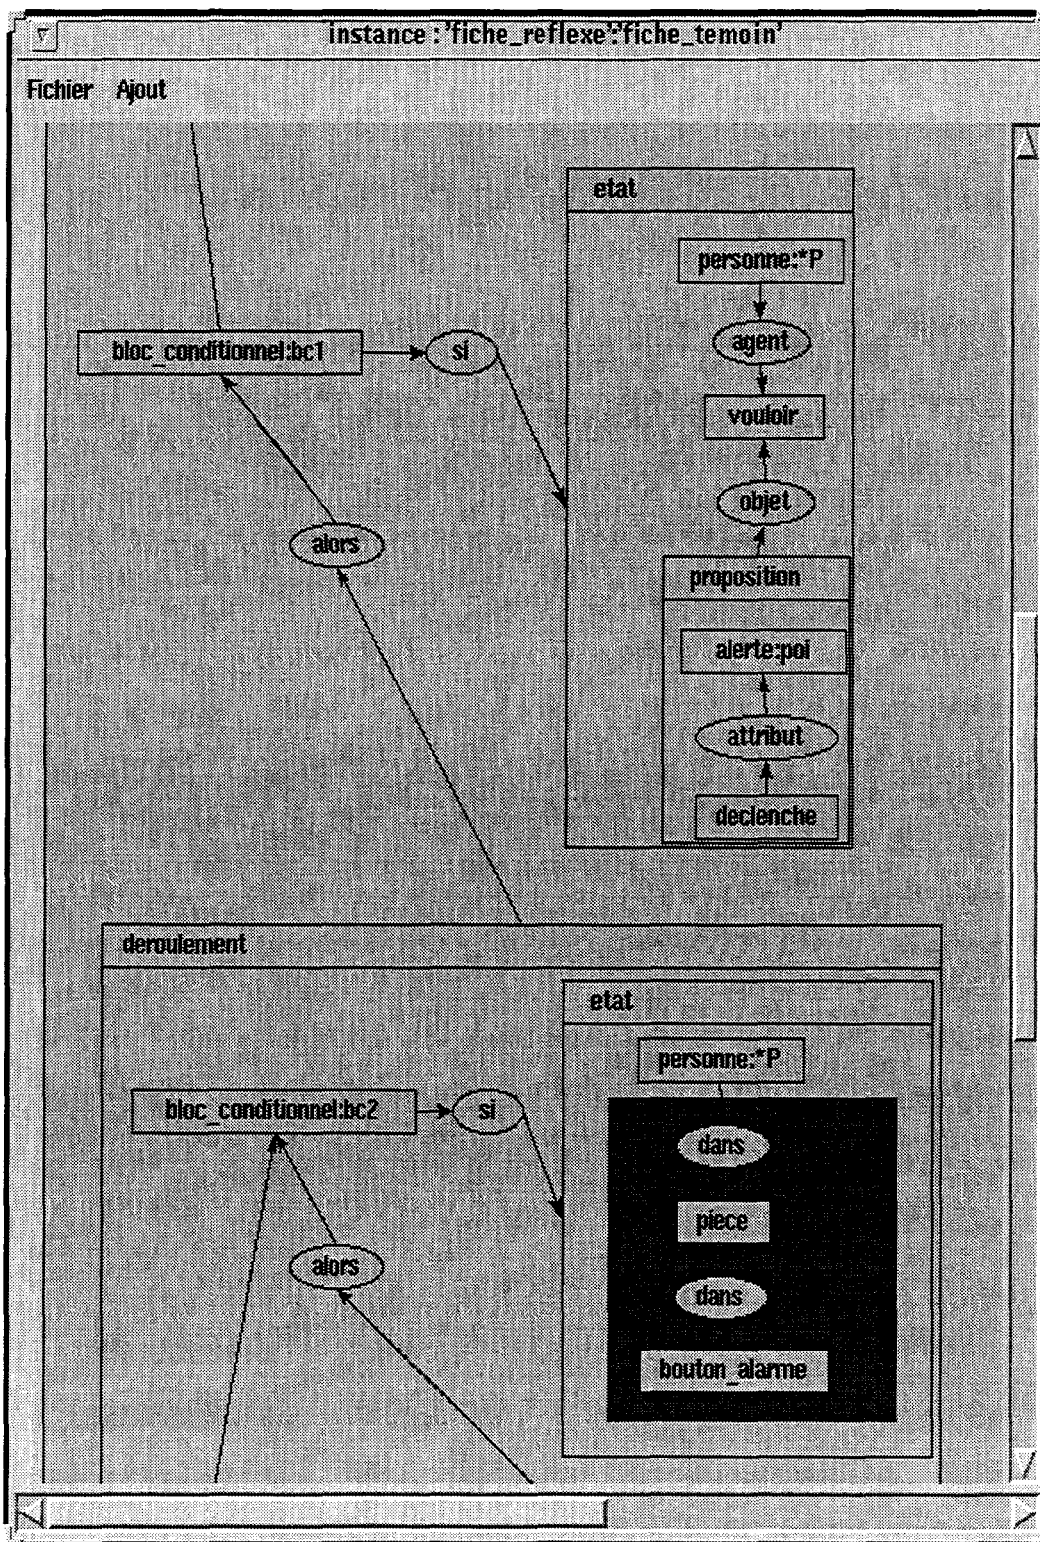 instance : 'fiche_reflexe':'fiche_temoin'
Fichier Ajout
etat
personne:*P
agent
bloc_conditionnel:bc1
si
vouloir
objet
alors
proposition
alerte:poi
attribut
declenche
deroulement
etat
personne:*P
bloc_conditionnel:bc2
si
dans
piece
alors
dans
bouton_alarme